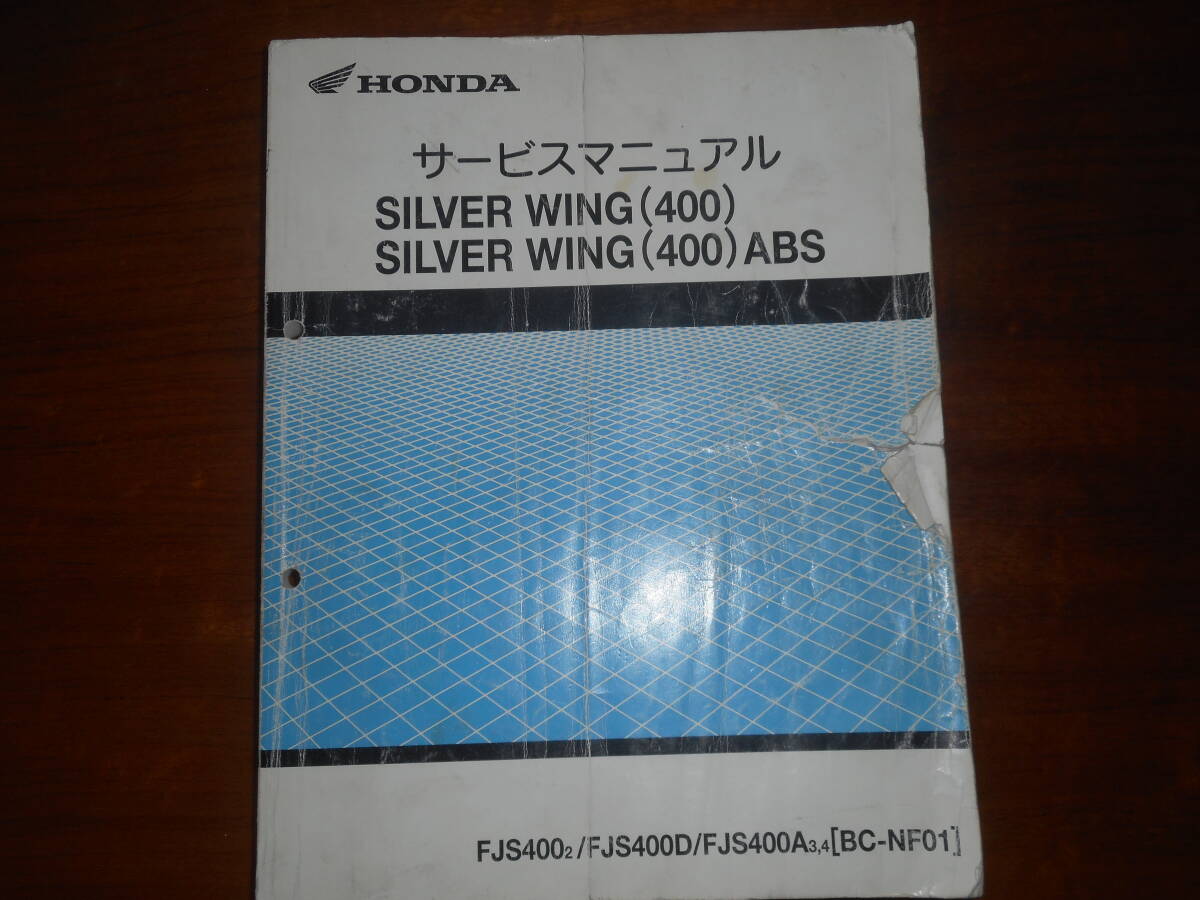 HONDA
サービスマニュアル
SILVER WING(400)
SILVER WING(400)ABS
FJS400₂/FJS400D/FJS400A₃,₄[BC-NF01]